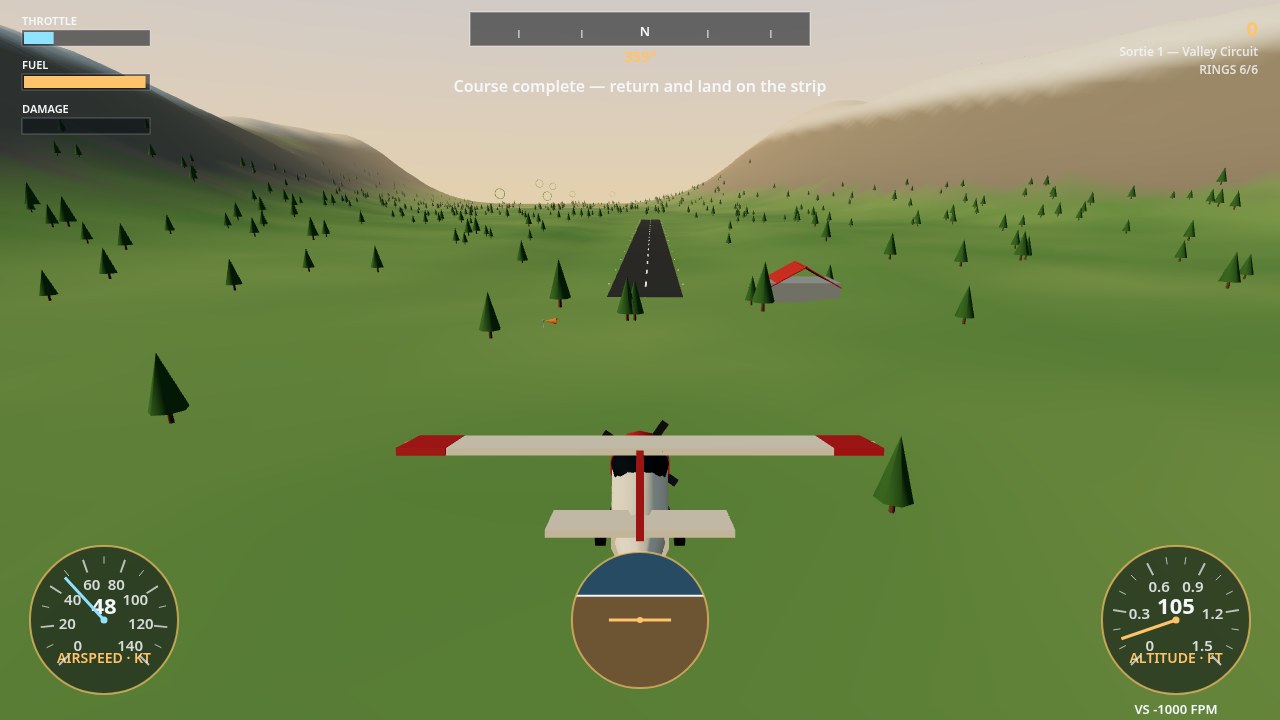 THROTTLE
FUEL
DAMAGE
N
359°
Course complete — return and land on the strip
0
Sortie 1 — Valley Circuit
RINGS 6/6
0 20 40 60 80 100 120 140
48
AIRSPEED · KT
0 0.3 0.6 0.9 1.2 1.5
105
ALTITUDE · FT
VS -1000 FPM